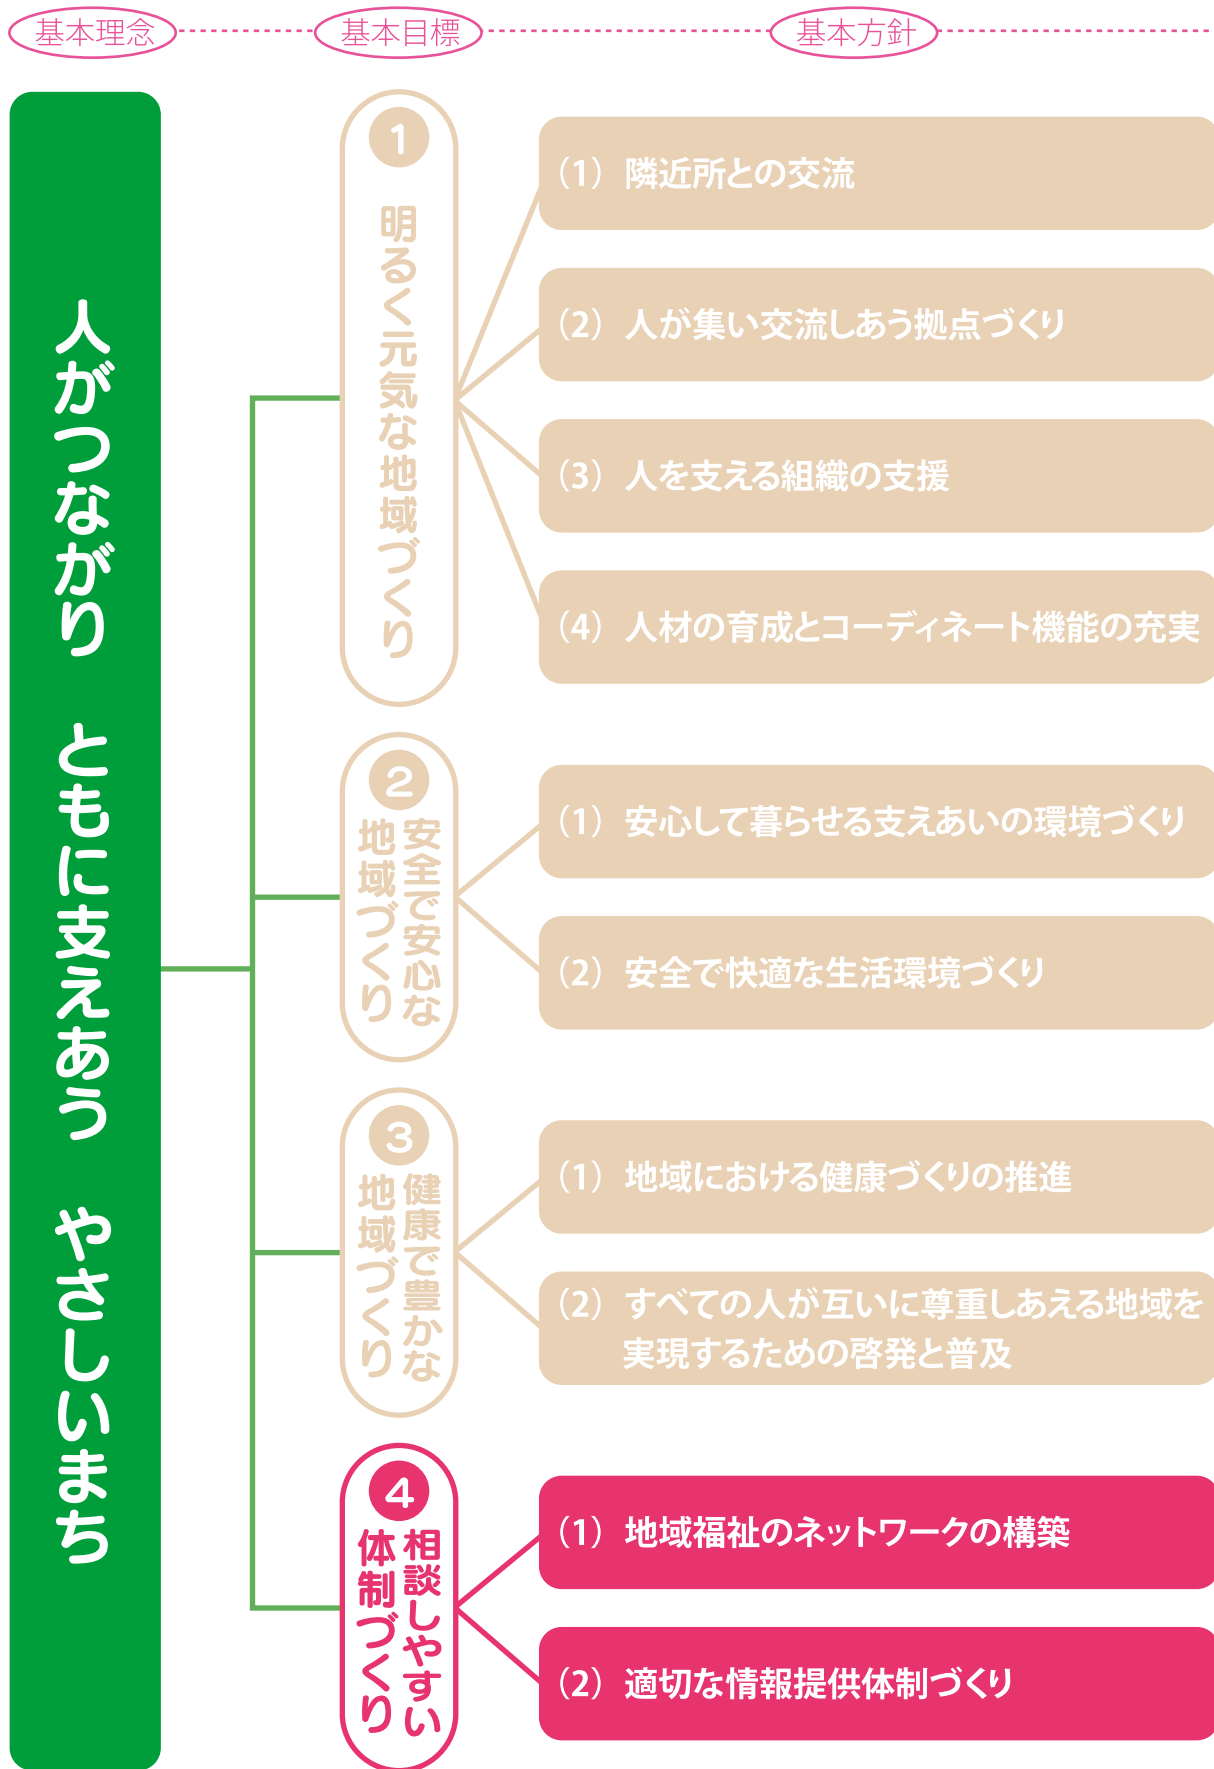 基本理念
基本目標
基本方針
人がつながり　ともに支えあう　やさしいまち
1
明るく元気な地域づくり
（1）隣近所との交流
（2）人が集い交流しあう拠点づくり
（3）人を支える組織の支援
（4）人材の育成とコーディネート機能の充実
2
安全で安心な
地域づくり
（1）安心して暮らせる支えあいの環境づくり
（2）安全で快適な生活環境づくり
3
健康で豊かな
地域づくり
（1）地域における健康づくりの推進
（2）すべての人が互いに尊重しあえる地域を
実現するための啓発と普及
4
相談しやすい
体制づくり
（1）地域福祉のネットワークの構築
（2）適切な情報提供体制づくり